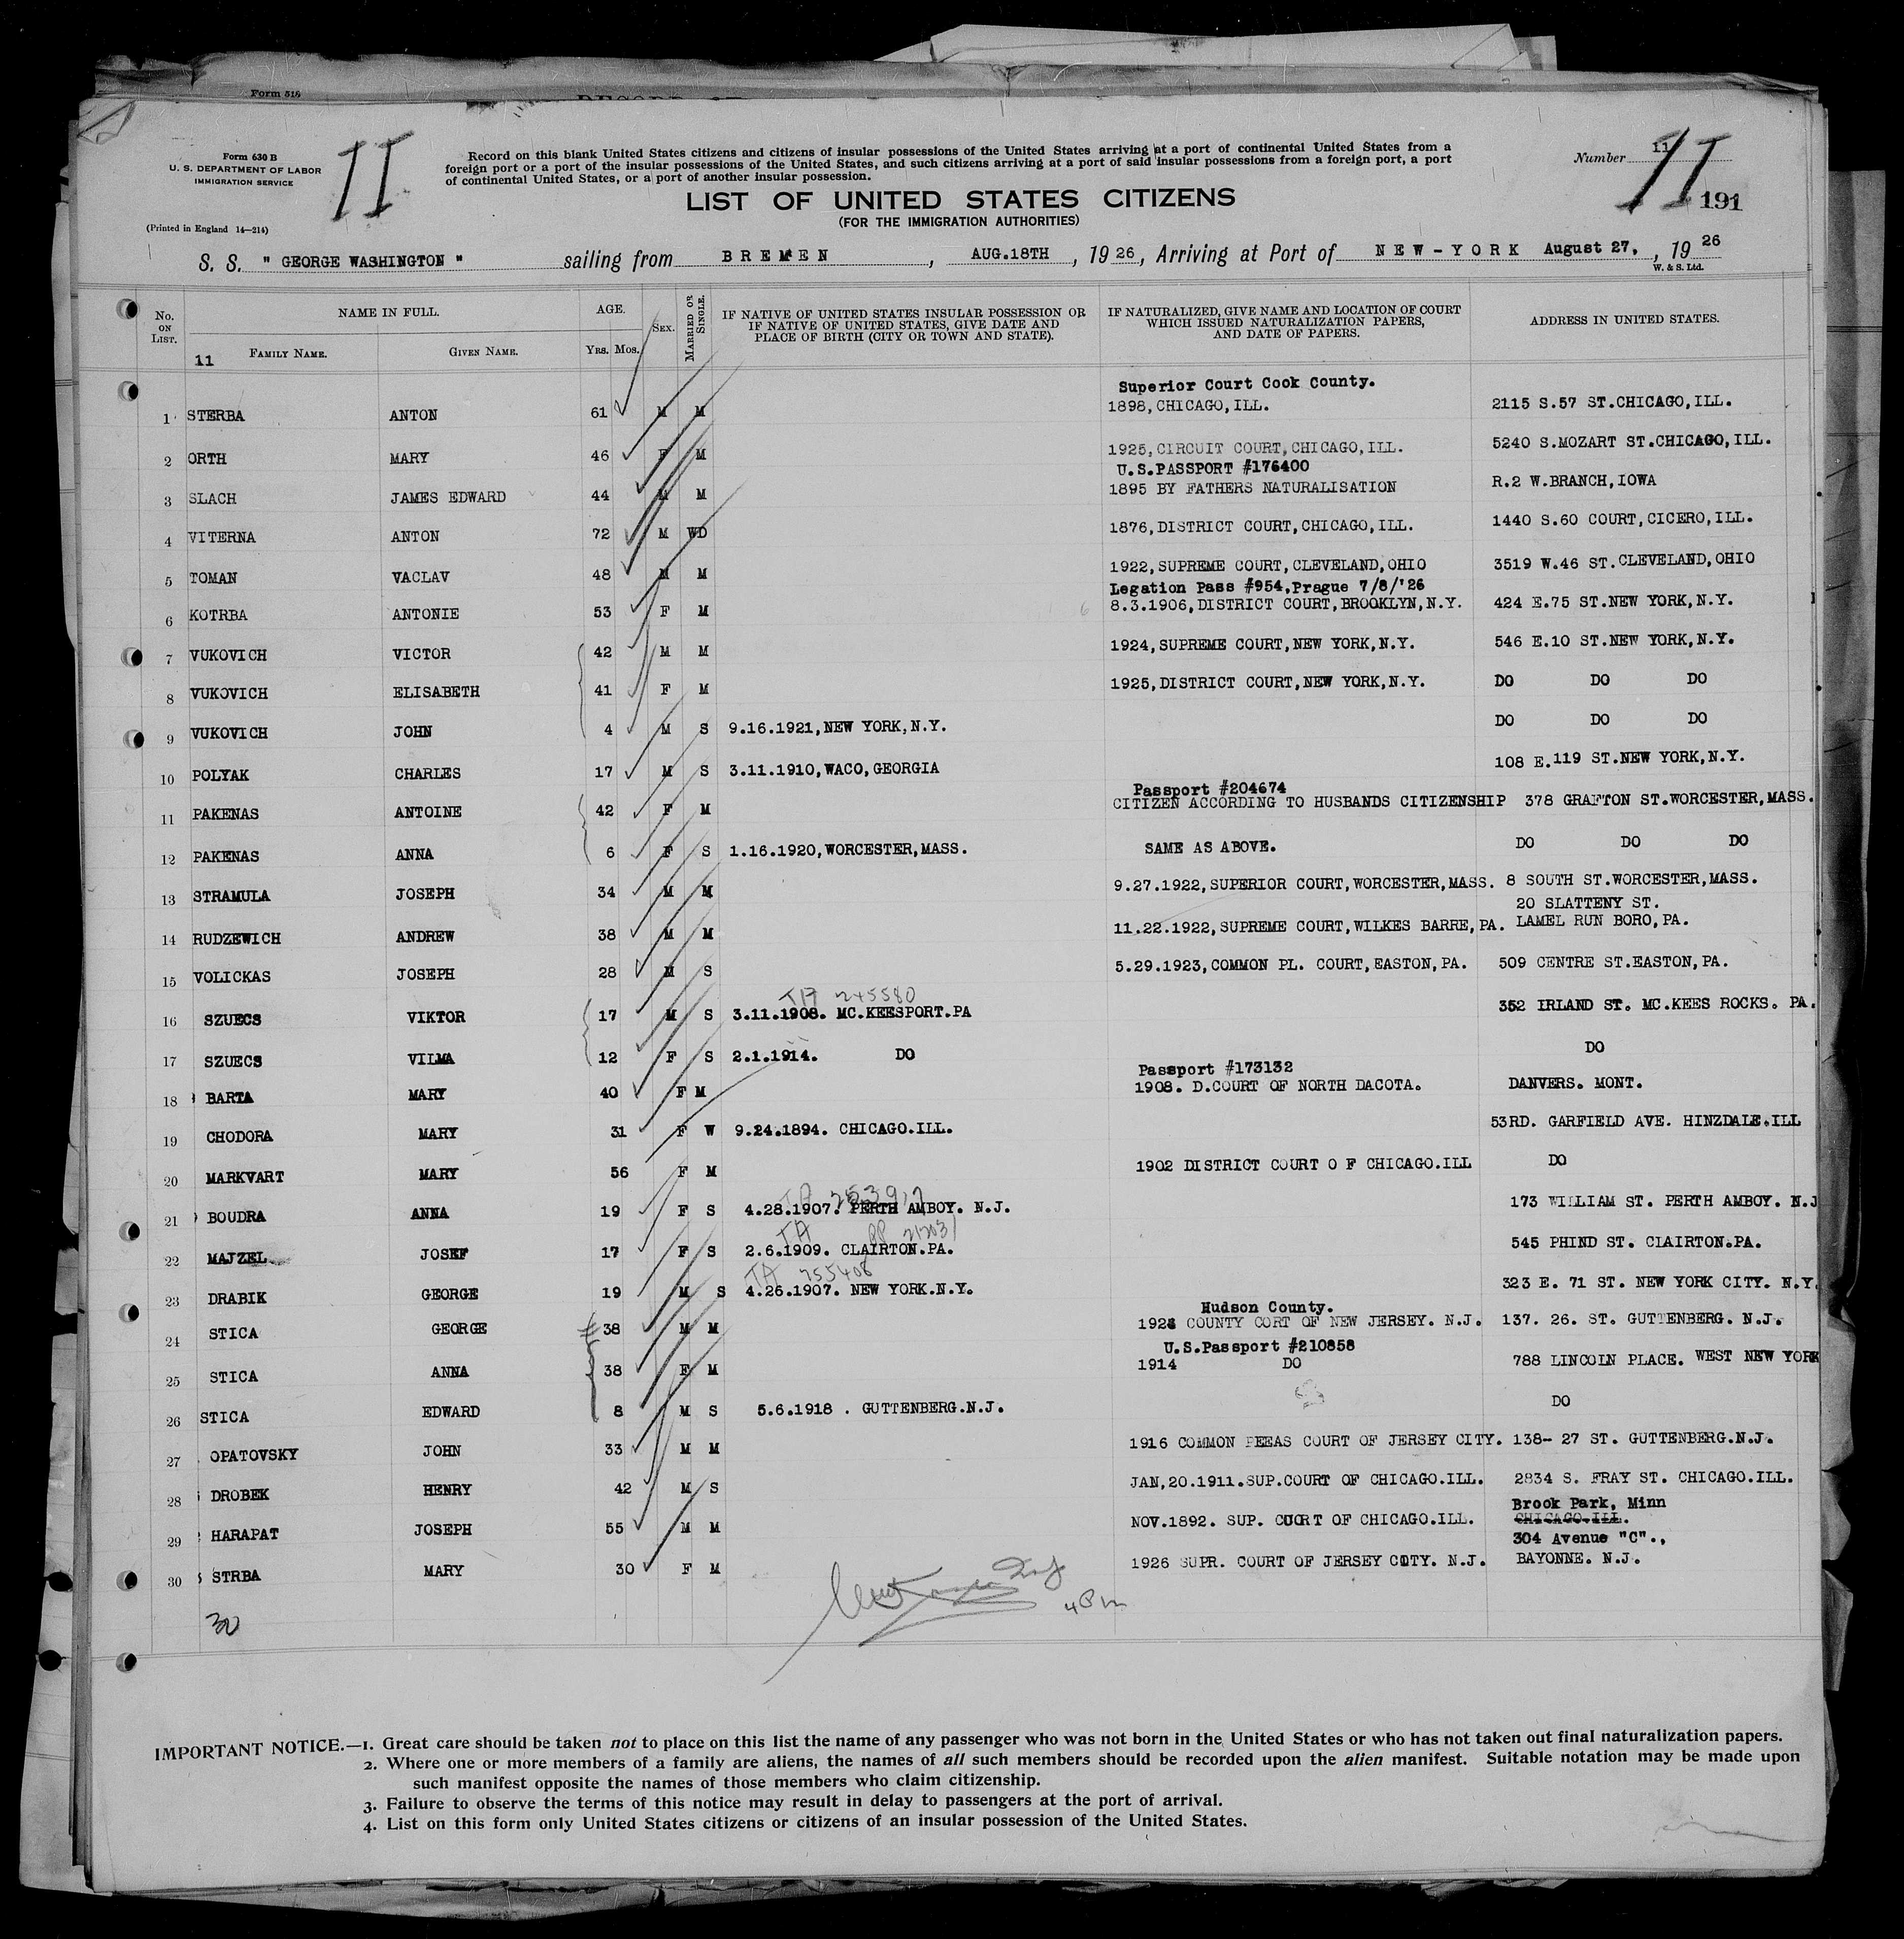 Form 518
Form 630 B
U. S. DEPARTMENT OF LABOR
IMMIGRATION SERVICE
(Printed in England 14—214)
11
Record on this blank United States citizens and citizens of insular possessions of the United States arriving at a port of continental United States from a
foreign port or a port of the insular possessions of the United States, and such citizens arriving at a port of said insular possessions from a foreign port, a port
of continental United States, or a port of another insular possession.
Number 11
11
191
LIST OF UNITED STATES CITIZENS
(FOR THE IMMIGRATION AUTHORITIES)
S. S. " GEORGE WASHINGTON " sailing from BREMEN , AUG.18TH , 19 26, Arriving at Port of NEW-YORK August 27, , 19 26
W. & S. Ltd.
No. ON LIST. NAME IN FULL. AGE. SEX. MARRIED OR SINGLE. IF NATIVE OF UNITED STATES INSULAR POSSESSION OR IF NATIVE OF UNITED STATES, GIVE DATE AND PLACE OF BIRTH (CITY OR TOWN AND STATE). IF NATURALIZED, GIVE NAME AND LOCATION OF COURT WHICH ISSUED NATURALIZATION PAPERS, AND DATE OF PAPERS. ADDRESS IN UNITED STATES.
11 FAMILY NAME. GIVEN NAME. YRS. MOS.
Superior Court Cook County.
1 STERBA ANTON 61 M M 1898, CHICAGO, ILL. 2115 S.57 ST.CHICAGO, ILL.
2 ORTH MARY 46 F M 1925, CIRCUIT COURT, CHICAGO, ILL. 5240 S.MOZART ST.CHICAGO, ILL.
U.S.PASSPORT #176400
3 SLACH JAMES EDWARD 44 M M 1895 BY FATHERS NATURALISATION R.2 W.BRANCH, IOWA
4 VITERNA ANTON 72 M WD 1876, DISTRICT COURT, CHICAGO, ILL. 1440 S.60 COURT, CICERO, ILL.
5 TOMAN VACLAV 48 M M 1922, SUPREME COURT, CLEVELAND, OHIO 3519 W.46 ST.CLEVELAND, OHIO
Legation Pass #954, Prague 7/8/'26
6 KOTRBA ANTONIE 53 F M 8.3.1906, DISTRICT COURT, BROOKLYN, N.Y. 424 E.75 ST.NEW YORK, N.Y.
7 VUKOVICH VICTOR 42 M M 1924, SUPREME COURT, NEW YORK, N.Y. 546 E.10 ST.NEW YORK, N.Y.
8 VUKOVICH ELISABETH 41 F M 1925, DISTRICT COURT, NEW YORK, N.Y. DO DO DO
9 VUKOVICH JOHN 4 M S 9.16.1921, NEW YORK, N.Y. DO DO DO
10 POLYAK CHARLES 17 M S 3.11.1910, WACO, GEORGIA 108 E.119 ST.NEW YORK, N.Y.
Passport #204674
11 PAKENAS ANTOINE 42 F M CITIZEN ACCORDING TO HUSBANDS CITIZENSHIP 378 GRAFTON ST.WORCESTER, MASS.
12 PAKENAS ANNA 6 F S 1.16.1920, WORCESTER, MASS. SAME AS ABOVE. DO DO DO
13 STRAMULA JOSEPH 34 M M 9.27.1922, SUPERIOR COURT, WORCESTER, MASS. 8 SOUTH ST.WORCESTER, MASS.
20 SLATTENY ST.
14 RUDZEWICH ANDREW 38 M M 11.22.1922, SUPREME COURT, WILKES BARRE, PA. LAMEL RUN BORO, PA.
15 VOLICKAS JOSEPH 28 M S 5.29.1923, COMMON PL. COURT, EASTON, PA. 509 CENTRE ST.EASTON, PA.
245580
16 SZUECS VIKTOR 17 M S 3.11.1908. MC.KEESPORT.PA 352 IRLAND ST. MC.KEES ROCKS. PA.
17 SZUECS VILMA 12 F S 2.1.1914. DO DO
Passport #173132
18 BARTA MARY 40 F M 1908. D.COURT OF NORTH DACOTA. DANVERS. MONT.
19 CHODORA MARY 31 F W 9.24.1894. CHICAGO.ILL. 53RD. GARFIELD AVE. HINZDALE.ILL
20 MARKVART MARY 56 F M 1902 DISTRICT COURT O F CHICAGO.ILL DO
21 BOUDRA ANNA 19 F S 4.28.1907. PERTH AMBOY. N.J. 173 WILLIAM ST. PERTH AMBOY. N.J
TA
22 MAJZEL JOSEF 17 F S 2.6.1909. CLAIRTON.PA. 545 PHIND ST. CLAIRTON.PA.
TA 255408
23 DRABIK GEORGE 19 M S 4.26.1907. NEW YORK.N.Y. 323 E. 71 ST. NEW YORK CITY. N.Y.
Hudson County.
24 STICA GEORGE 38 M M 1923 COUNTY CORT OF NEW JERSEY. N.J. 137. 26. ST. GUTTENBERG. N.J.
U.S.Passport #210858
25 STICA ANNA 38 F M 1914 DO 788 LINCOLN PLACE. WEST NEW YORK
26 STICA EDWARD 8 M S 5.6.1918 . GUTTENBERG.N.J. DO
27 OPATOVSKY JOHN 33 M M 1916 COMMON PEEAS COURT OF JERSEY CITY. 138- 27 ST. GUTTENBERG.N.J.
28 DROBEK HENRY 42 M S JAN,20.1911.SUP.COURT OF CHICAGO.ILL. 2834 S. FRAY ST. CHICAGO.ILL.
Brook Park, Minn
29 HARAPAT JOSEPH 55 M M NOV.1892. SUP. COURT OF CHICAGO.ILL. CHICAGO.ILL.
304 Avenue "C".,
30 STRBA MARY 30 F M 1926 SUPR. COURT OF JERSEY CITY. N.J. BAYONNE. N.J.
30
IMPORTANT NOTICE.—1. Great care should be taken not to place on this list the name of any passenger who was not born in the United States or who has not taken out final naturalization papers.
2. Where one or more members of a family are aliens, the names of all such members should be recorded upon the alien manifest. Suitable notation may be made upon
such manifest opposite the names of those members who claim citizenship.
3. Failure to observe the terms of this notice may result in delay to passengers at the port of arrival.
4. List on this form only United States citizens or citizens of an insular possession of the United States.